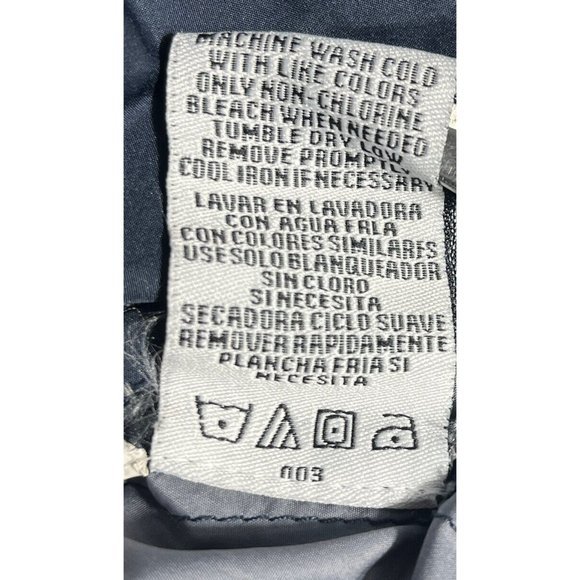 MACHINE WASH COLD
WITH LIKE COLORS
ONLY NON-CHLORINE
BLEACH WHEN NEEDED
TUMBLE DRY LOW
REMOVE PROMPTLY
COOL IRON IF NECESSARY
LAVAR EN LAVADORA
CON AGUA FRLA
CON COLORES SIMILARES
USE SOLO BLANQUEADOR
SIN CLORO
SI NECESITA
SECADORA CICLO SUAVE
REMOVER RAPIDAMENTE
PLANCHA FRIA SI
NECESITA
003